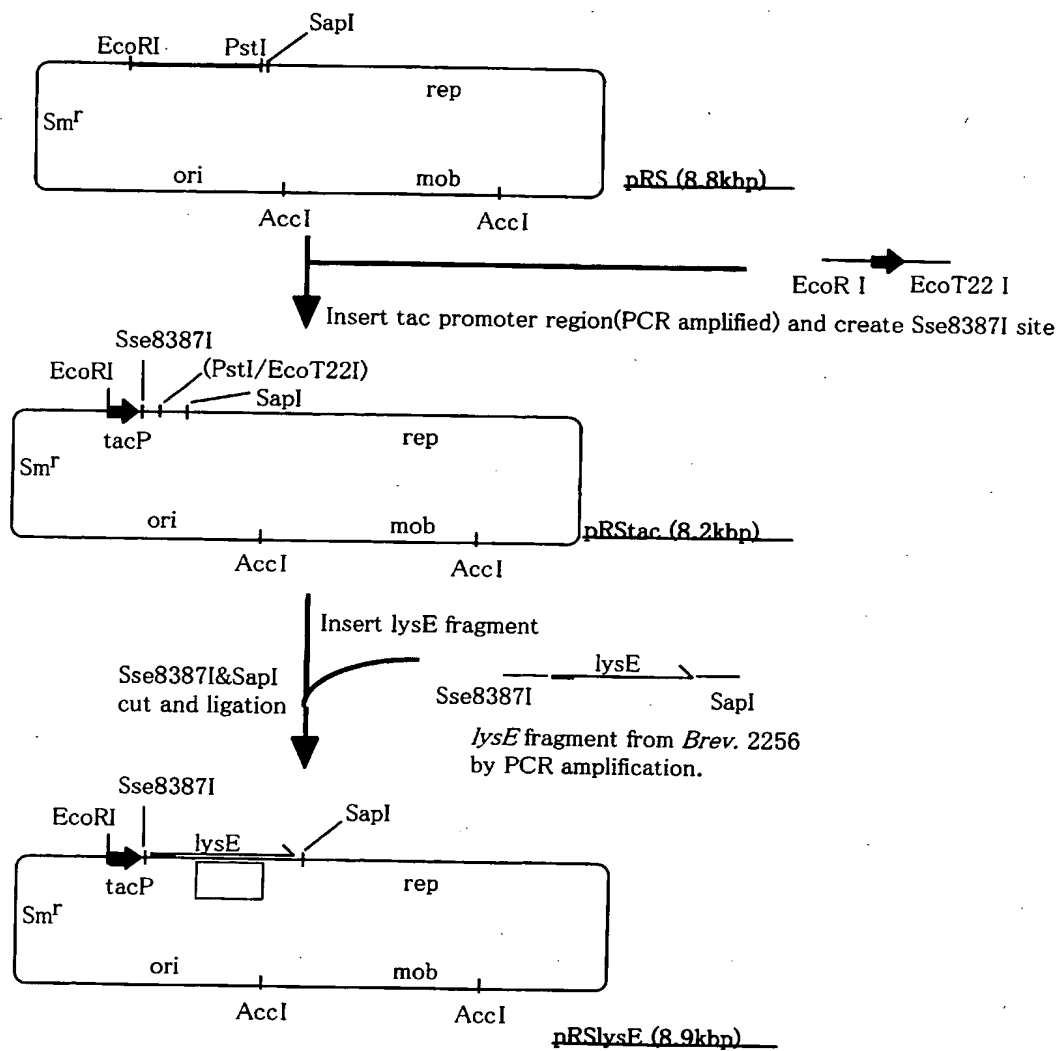 SapI
EcoRI PstI
rep
Smr
ori mob
pRS (8.8kbp)
AccI AccI
EcoR I EcoT22 I
Insert tac promoter region(PCR amplified) and create Sse8387I site
Sse8387I
EcoRI (PstI/EcoT22I)
SapI
tacP rep
Smr
ori mob
pRStac (8.2kbp)
AccI AccI
Insert lysE fragment
Sse8387I&SapI
cut and ligation
lysE
Sse8387I SapI
lysE fragment from Brev. 2256
by PCR amplification.
Sse8387I
EcoRI SapI
lysE
tacP rep
Smr
ori mob
AccI AccI
pRSlysE (8.9kbp)